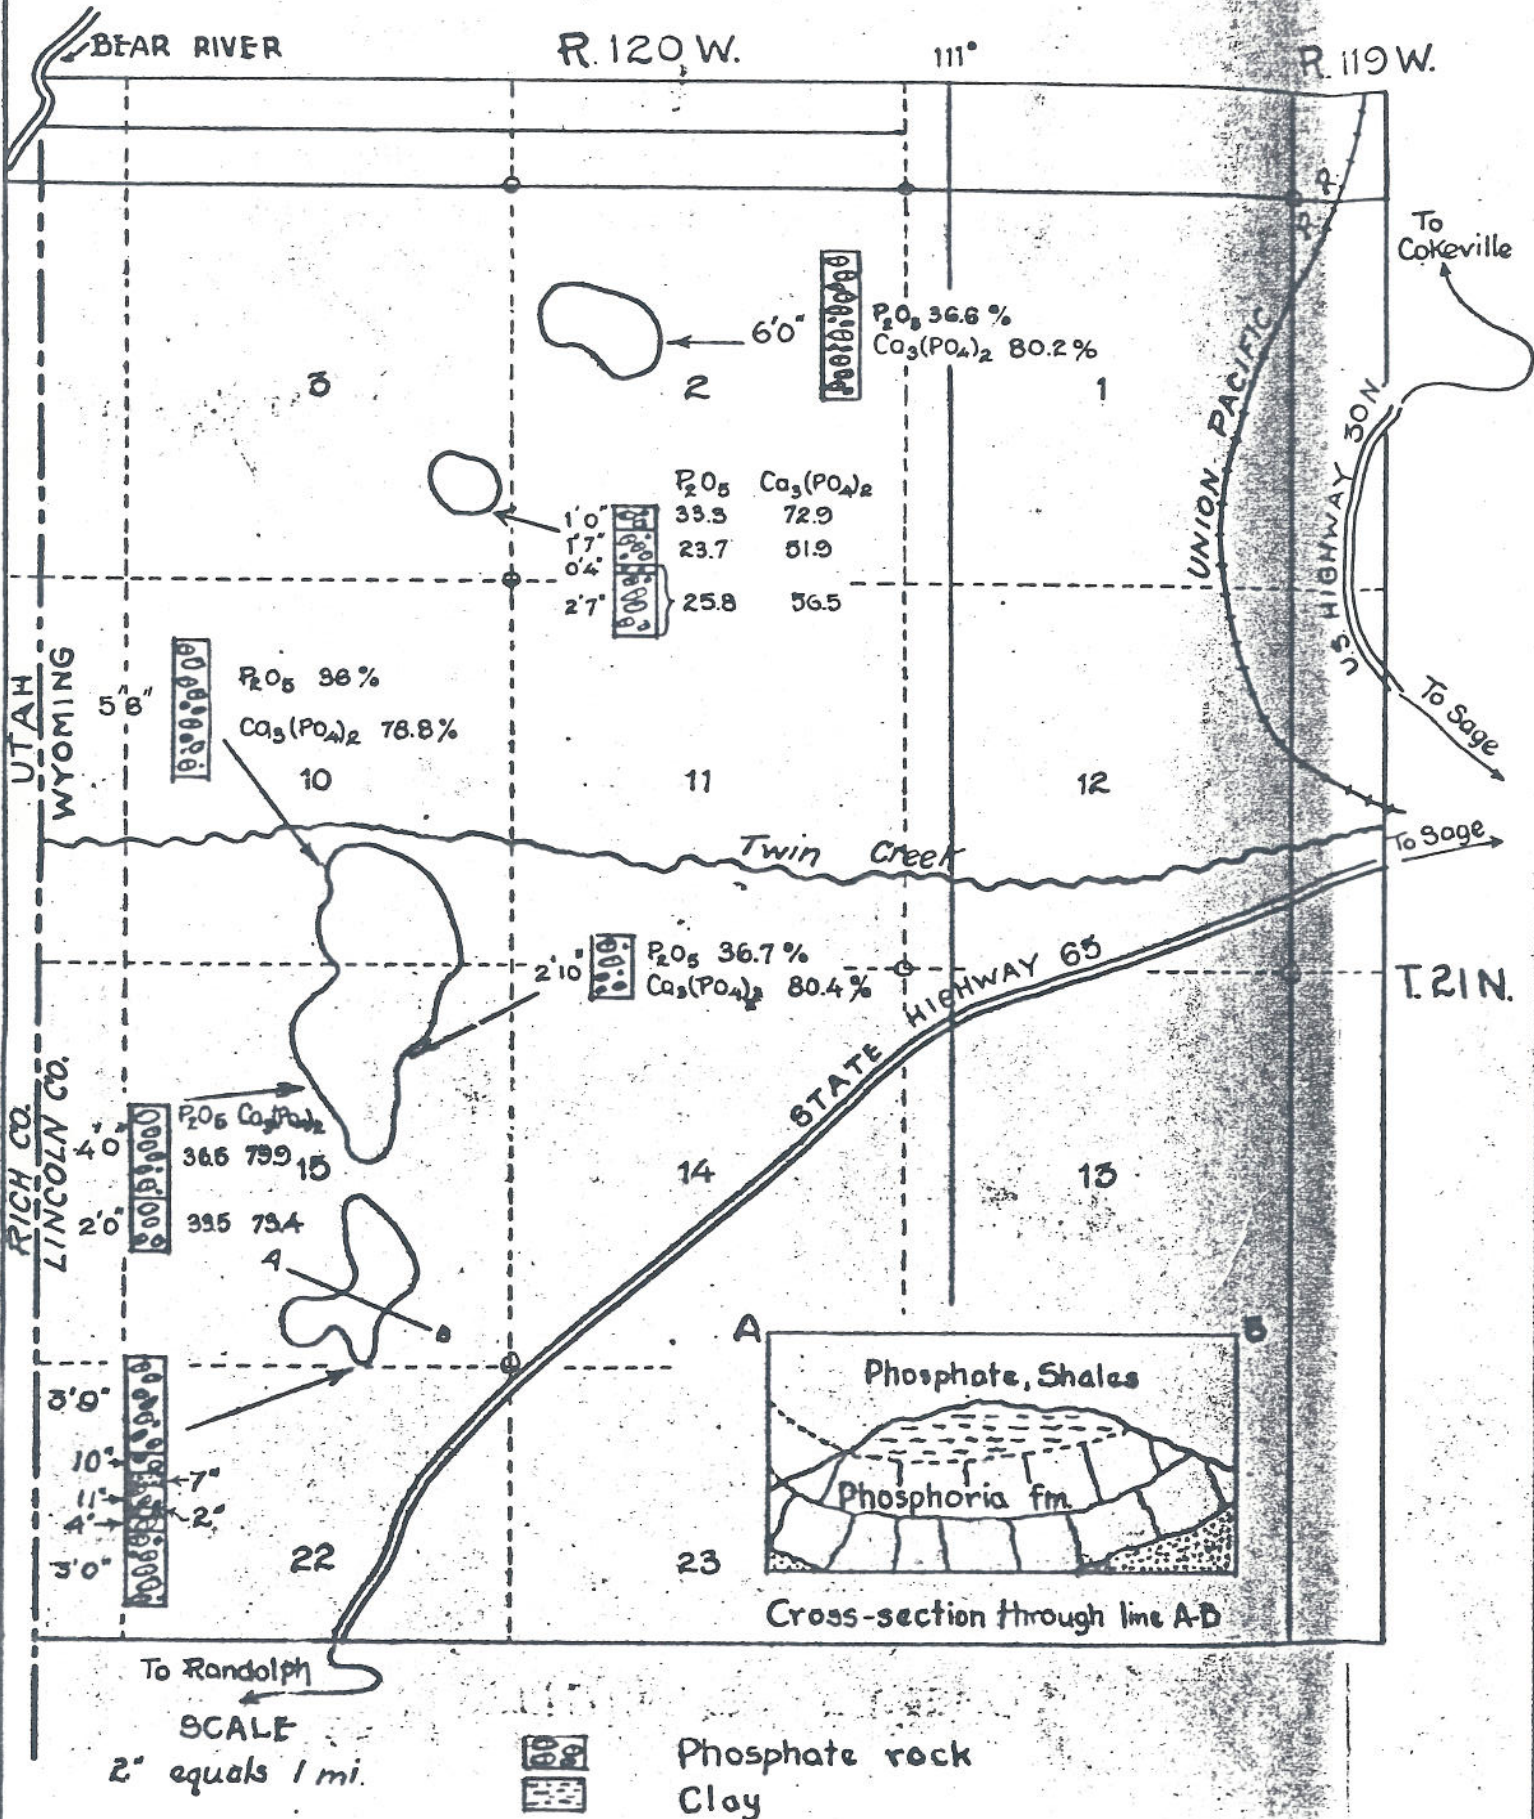 BEAR RIVER
R. 120 W.
111°
R. 119 W.
To
Cokeville
6'0"
P₂O₅ 36.6 %
Ca₃(PO₄)₂ 80.2%
3
2
1
UNION PACIFIC
U.S. HIGHWAY 30N
P₂O₅ Ca₃(PO₄)₂
1'0" 33.3 72.9
1'7" 23.7 51.9
0'4"
2'7" 25.8 56.5
UTAH
WYOMING
5'8"
P₂O₅ 36 %
Ca₃(PO₄)₂ 78.8%
To Sage
10
11
12
Twin Creek
To Sage
2'10"
P₂O₅ 36.7 %
Ca₃(PO₄)₂ 80.4%
STATE HIGHWAY 65
T. 21 N.
RICH CO.
LINCOLN CO.
P₂O₅ Ca₃(PO₄)₂
4'0" 36.6 79.9
15
14
13
2'0"
A
B
A
B
Phosphate, Shales
Phosphoria fm.
Cross-section through line A-B
3'9"
10"
7"
11"
2"
4"
3'0"
22
23
To Randolph
SCALE
2" equals 1 mi.
Phosphate rock
Clay